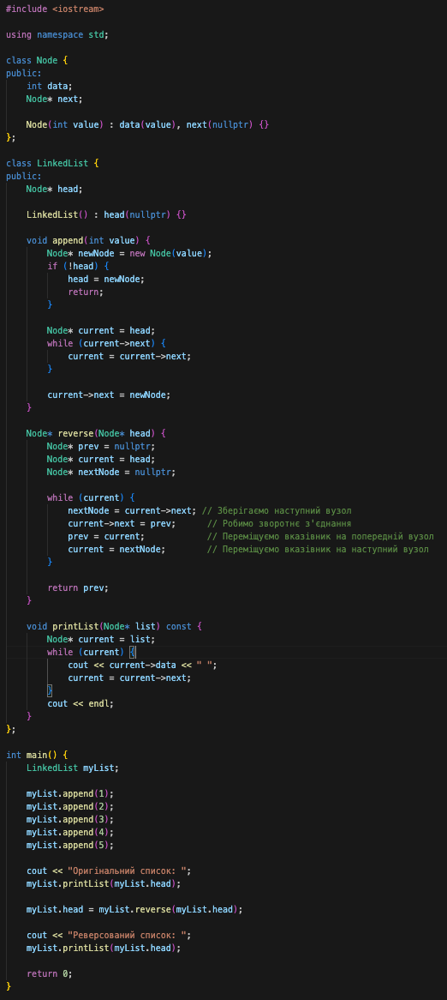 #include <iostream>
using namespace std;
class Node {
public:
    int data;
    Node* next;
    Node(int value) : data(value), next(nullptr) {}
};
class LinkedList {
public:
    Node* head;
    LinkedList() : head(nullptr) {}
    void append(int value) {
        Node* newNode = new Node(value);
        if (!head) {
            head = newNode;
            return;
        }
        Node* current = head;
        while (current->next) {
            current = current->next;
        }
        current->next = newNode;
    }
    Node* reverse(Node* head) {
        Node* prev = nullptr;
        Node* current = head;
        Node* nextNode = nullptr;
        while (current) {
            nextNode = current->next; // Зберігаємо наступний вузол
            current->next = prev;      // Робимо зворотнє з'єднання
            prev = current;            // Переміщуємо вказівник на попередній вузол
            current = nextNode;        // Переміщуємо вказівник на наступний вузол
        }
        return prev;
    }
    void printList(Node* list) const {
        Node* current = list;
        while (current) {
            cout << current->data << " ";
            current = current->next;
        }
        cout << endl;
    }
};
int main() {
    LinkedList myList;
    myList.append(1);
    myList.append(2);
    myList.append(3);
    myList.append(4);
    myList.append(5);
    cout << "Оригінальний список: ";
    myList.printList(myList.head);
    myList.head = myList.reverse(myList.head);
    cout << "Реверсований список: ";
    myList.printList(myList.head);
    return 0;
}